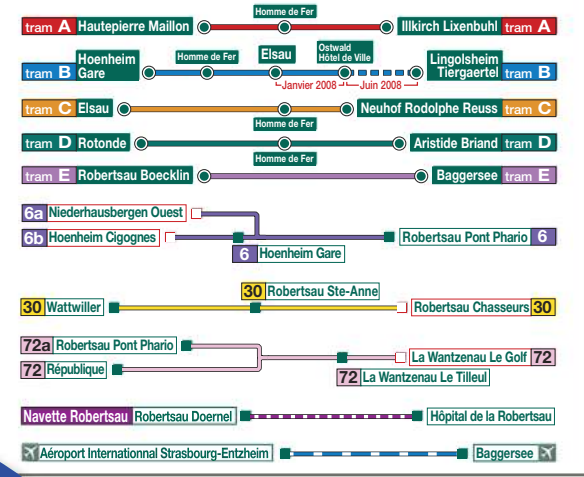 Homme de Fer
tram A Hautepierre Maillon Illkirch Lixenbuhl tram A
tram B Hoenheim Gare Homme de Fer Elsau Ostwald Hôtel de Ville Lingolsheim Tiergaertel tram B
Janvier 2008 Juin 2008
tram C Elsau Neuhof Rodolphe Reuss tram C
Homme de Fer
tram D Rotonde Aristide Briand tram D
Homme de Fer
tram E Robertsau Boecklin Baggersee tram E
6a Niederhausbergen Ouest
6b Hoenheim Cigognes Robertsau Pont Phario 6
6 Hoenheim Gare
30 Robertsau Ste-Anne
30 Wattwiller Robertsau Chasseurs 30
72a Robertsau Pont Phario
La Wantzenau Le Golf 72
72 République
72 La Wantzenau Le Tilleul
Navette Robertsau Robertsau Doernel Hôpital de la Robertsau
Aéroport Internationnal Strasbourg-Entzheim Baggersee